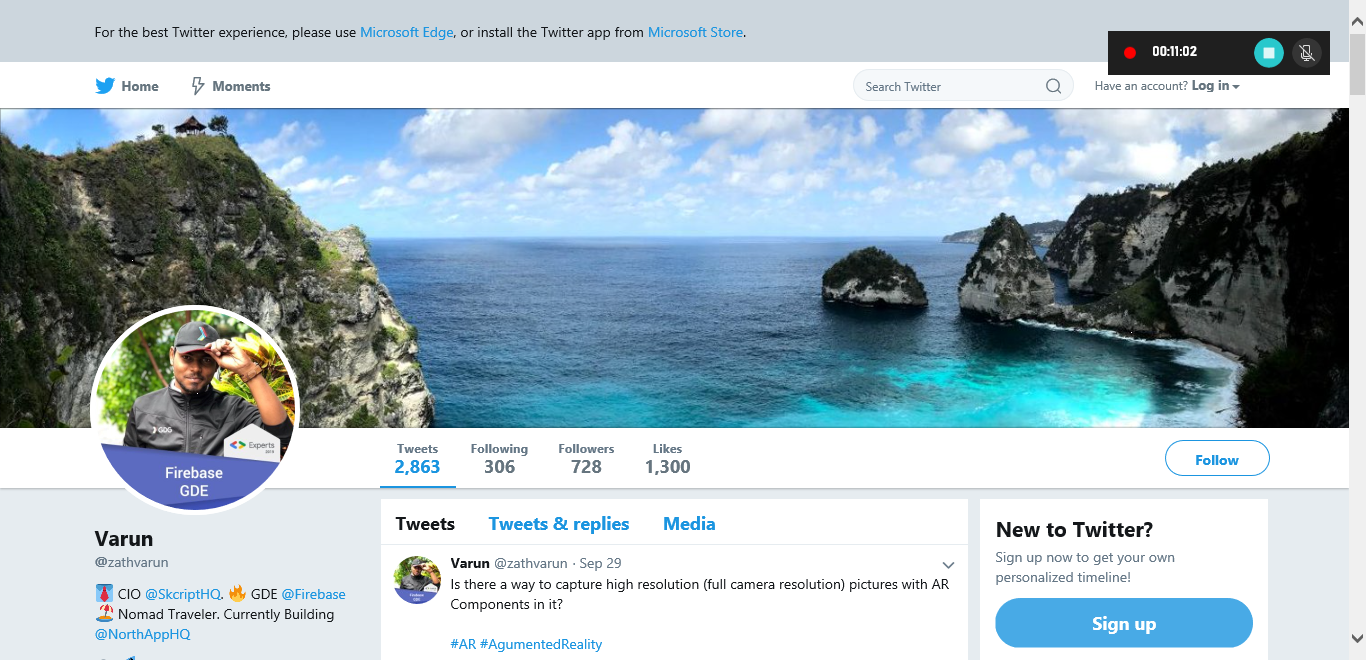 For the best Twitter experience, please use Microsoft Edge, or install the Twitter app from Microsoft Store.
00:11:02
Home
Moments
Search Twitter
Have an account? Log in
GDG
Experts
2019
Firebase
GDE
Tweets
2,863
Following
306
Followers
728
Likes
1,300
Follow
Varun
@zathvarun
CIO @SkcriptHQ. 🔥 GDE @Firebase
Nomad Traveler. Currently Building
@NorthAppHQ
Tweets
Tweets & replies
Media
Varun @zathvarun · Sep 29
Is there a way to capture high resolution (full camera resolution) pictures with AR
Components in it?
#AR #AgumentedReality
New to Twitter?
Sign up now to get your own
personalized timeline!
Sign up